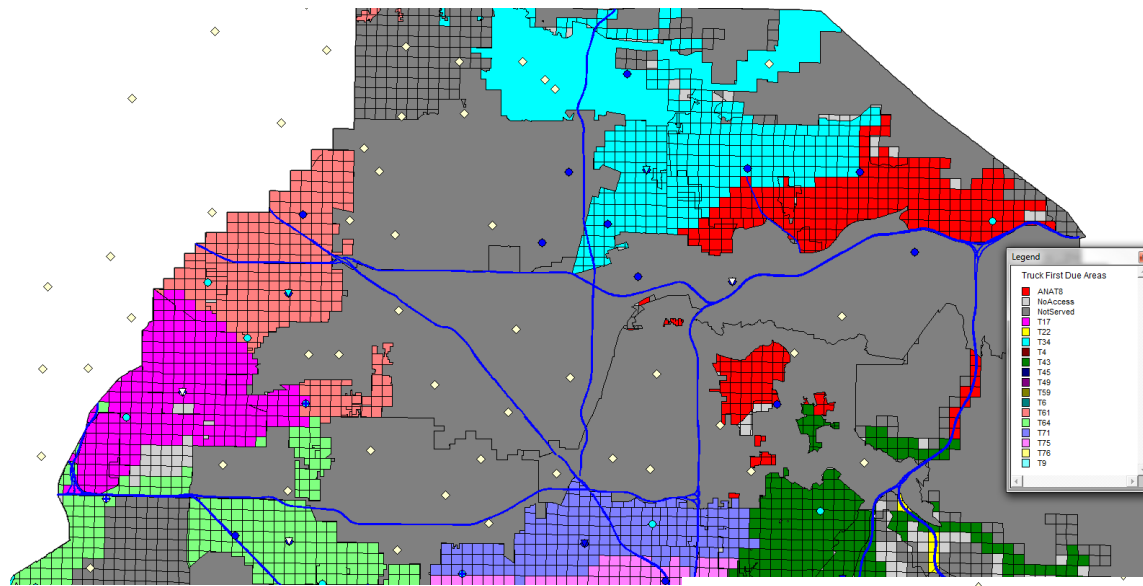 Legend
Truck First Due Areas
ANAT8
NoAccess
NotServed
T17
T22
T34
T4
T43
T45
T49
T59
T6
T61
T64
T71
T75
T76
T9